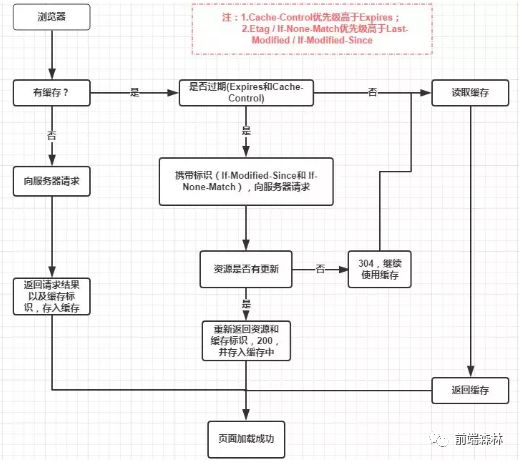 浏览器
注：1.Cache-Control优先级高于Expires；
2.Etag / If-None-Match优先级高于Last-
Modified / If-Modified-Since
有缓存？
是
是否过期(Expires和Cache-
Control)
否
读取缓存
否
是
向服务器请求
携带标识（If-Modified-Since和 If-
None-Match），向服务器请求
资源是否有更新
否
304，继续
使用缓存
返回请求结果
以及缓存标
识，存入缓存
是
重新返回资源和
缓存标识，200，
并存入缓存中
返回缓存
页面加载成功
前端森林